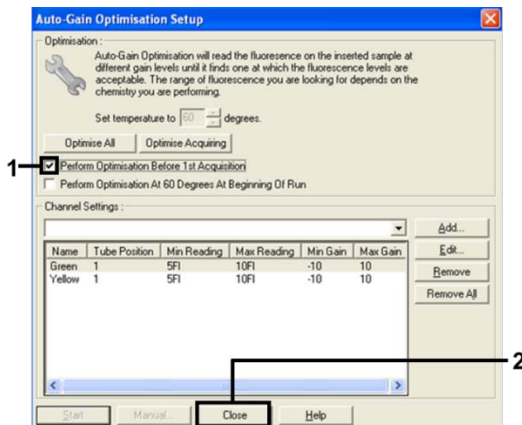 Auto-Gain Optimisation Setup
Optimisation :
Auto-Gain Optimisation will read the fluoresence on the inserted sample at
different gain levels until it finds one at which the fluorescence levels are
acceptable. The range of fluorescence you are looking for depends on the
chemistry you are performing.
Set temperature to 60 degrees.
Optimise All Optimise Acquiring
1
Perform Optimisation Before 1st Acquisition
Perform Optimisation At 60 Degrees At Beginning Of Run
Channel Settings :
Add...
Name Tube Position Min Reading Max Reading Min Gain Max Gain Edit...
Green 1 5Fl 10Fl -10 10
Yellow 1 5Fl 10Fl -10 10
Remove
Remove All
2
Start Manual... Close Help